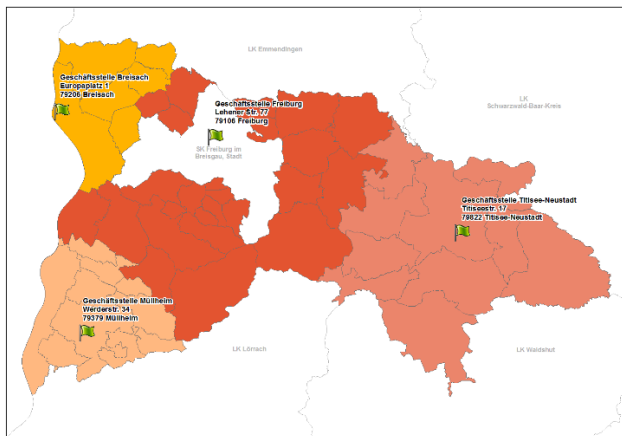 LK Emmendingen
Geschäftsstelle Breisach
Europaplatz 1
79206 Breisach
LK
Schwarzwald-Baar-Kreis
Geschäftsstelle Freiburg
Lehener Str. 77
79106 Freiburg
SK Freiburg im
Breisgau, Stadt
Geschäftsstelle Titisee-Neustadt
Titiseestr. 17
79822 Titisee-Neustadt
Geschäftsstelle Müllheim
Werderstr. 34
79379 Müllheim
LK Lörrach
LK Waldshut